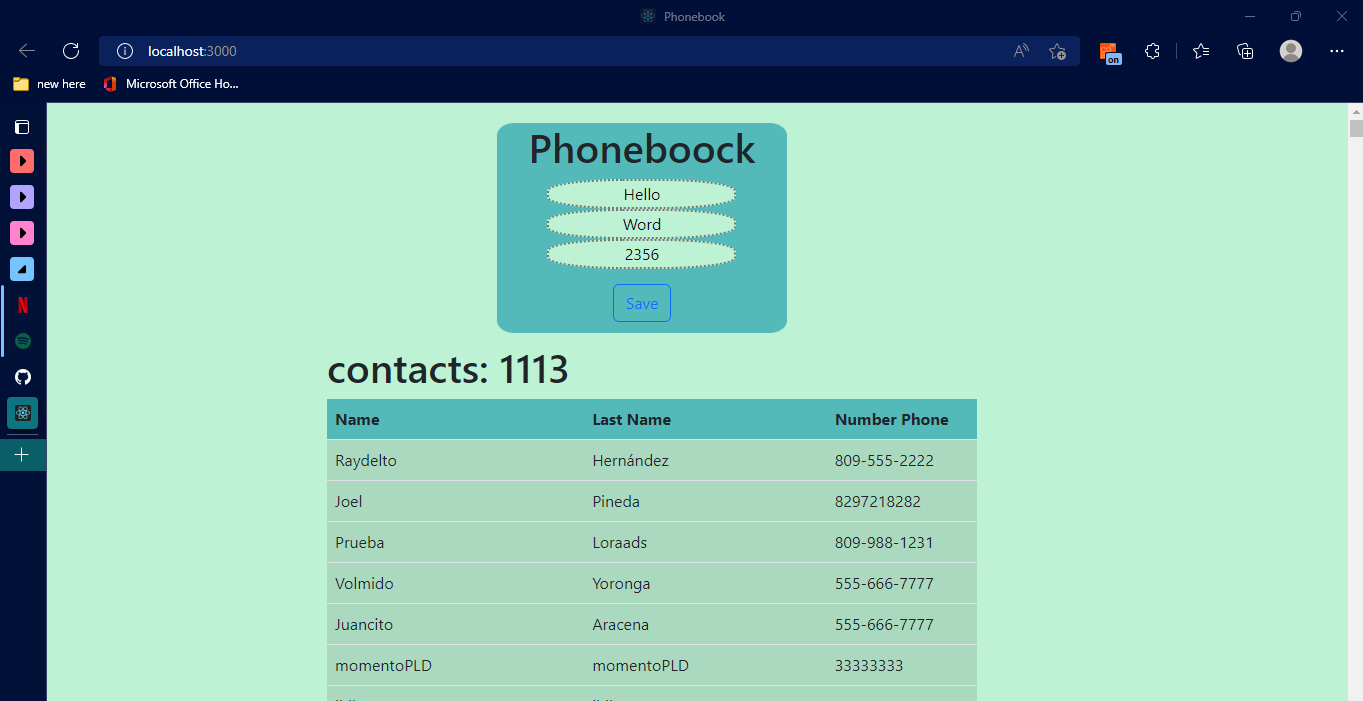 Phonebook
localhost:3000
on
new here
Microsoft Office Ho...
Phoneboock
Hello
Word
2356
Save
contacts: 1113
Name Last Name Number Phone
Raydelto Hernández 809-555-2222
Joel Pineda 8297218282
Prueba Loraads 809-988-1231
Volmido Yoronga 555-666-7777
Juancito Aracena 555-666-7777
momentoPLD momentoPLD 33333333